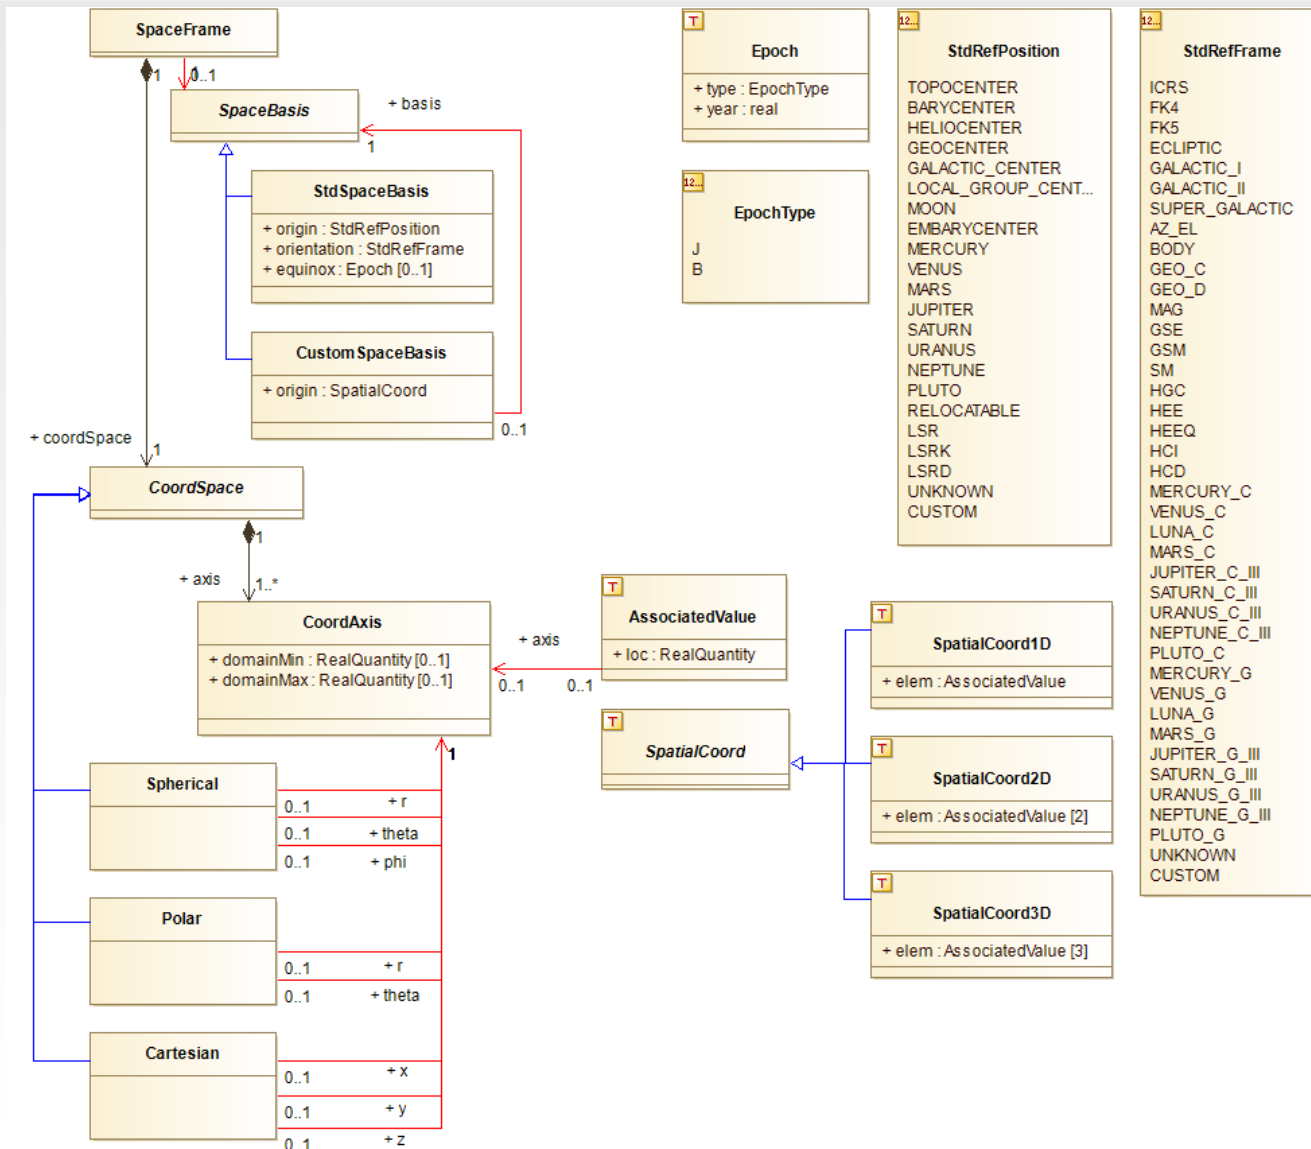 SpaceFrame
1
1
0..1
SpaceBasis
+ basis
1
StdSpaceBasis
+ origin : StdRefPosition
+ orientation : StdRefFrame
+ equinox : Epoch [0..1]
CustomSpaceBasis
+ origin : SpatialCoord
0..1
+ coordSpace
1
CoordSpace
1
+ axis
1..*
CoordAxis
+ domainMin : RealQuantity [0..1]
+ domainMax : RealQuantity [0..1]
+ axis
0..1
0..1
1
Spherical
0..1
+ r
0..1
+ theta
0..1
+ phi
Polar
0..1
+ r
0..1
+ theta
Cartesian
0..1
+ x
0..1
+ y
0..1
+ z
T
Epoch
+ type : EpochType
+ year : real
12...
EpochType
J
B
T
AssociatedValue
+ loc : RealQuantity
T
SpatialCoord
T
SpatialCoord1D
+ elem : AssociatedValue
T
SpatialCoord2D
+ elem : AssociatedValue [2]
T
SpatialCoord3D
+ elem : AssociatedValue [3]
12...
StdRefPosition
TOPOCENTER
BARYCENTER
HELIOCENTER
GEOCENTER
GALACTIC_CENTER
LOCAL_GROUP_CENT...
MOON
EMBARYCENTER
MERCURY
VENUS
MARS
JUPITER
SATURN
URANUS
NEPTUNE
PLUTO
RELOCATABLE
LSR
LSRK
LSRD
UNKNOWN
CUSTOM
12...
StdRefFrame
ICRS
FK4
FK5
ECLIPTIC
GALACTIC_I
GALACTIC_II
SUPER_GALACTIC
AZ_EL
BODY
GEO_C
GEO_D
MAG
GSE
GSM
SM
HGC
HEE
HEEQ
HCI
HCD
MERCURY_C
VENUS_C
LUNA_C
MARS_C
JUPITER_C_III
SATURN_C_III
URANUS_C_III
NEPTUNE_C_III
PLUTO_C
MERCURY_G
VENUS_G
LUNA_G
MARS_G
JUPITER_G_III
SATURN_G_III
URANUS_G_III
NEPTUNE_G_III
PLUTO_G
UNKNOWN
CUSTOM